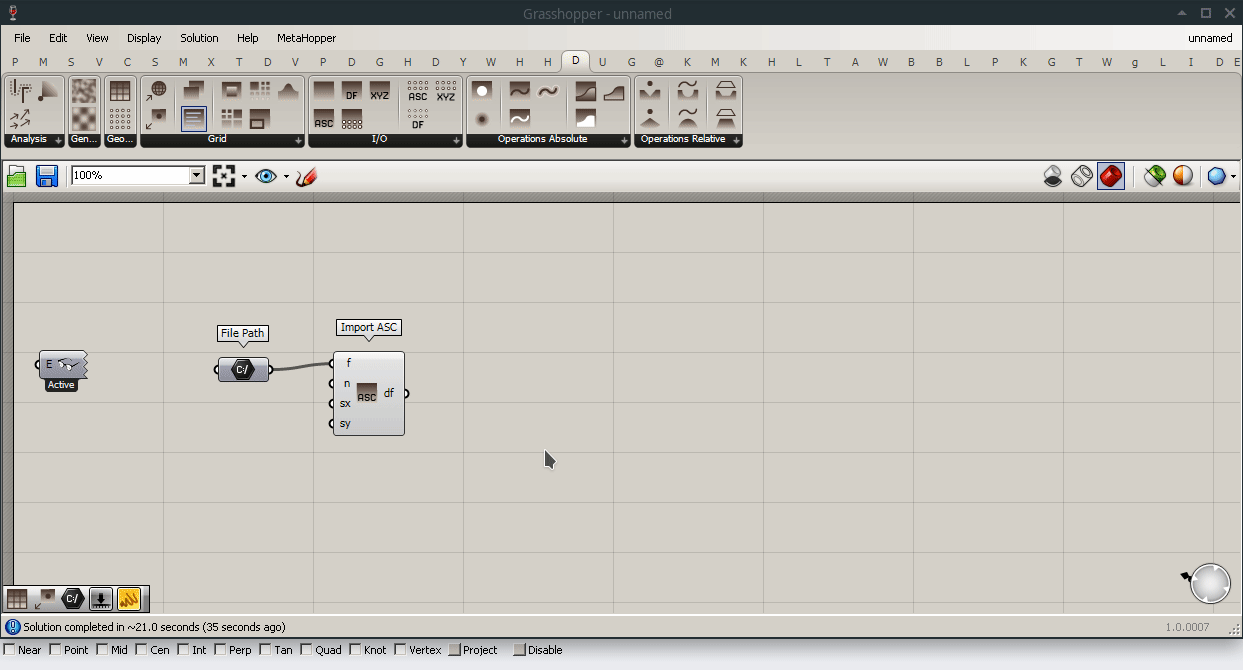 Grasshopper - unnamed
File Edit View Display Solution Help MetaHopper unnamed
P M S V C S M X T D V P D G H D Y W H H D U G @ K M K H L T A W B B L P K G T W g L I D E
DF XYZ ASC XYZ
ASC DF
Analysis Gen... Geo... Grid I/O Operations Absolute Operations Relative
100%
File Path Import ASC
E C:/ f
Active n
ASC df
sx
sy
C:/
Solution completed in ~21.0 seconds (35 seconds ago) 1.0.0007
Near Point Mid Cen Int Perp Tan Quad Knot Vertex Project Disable